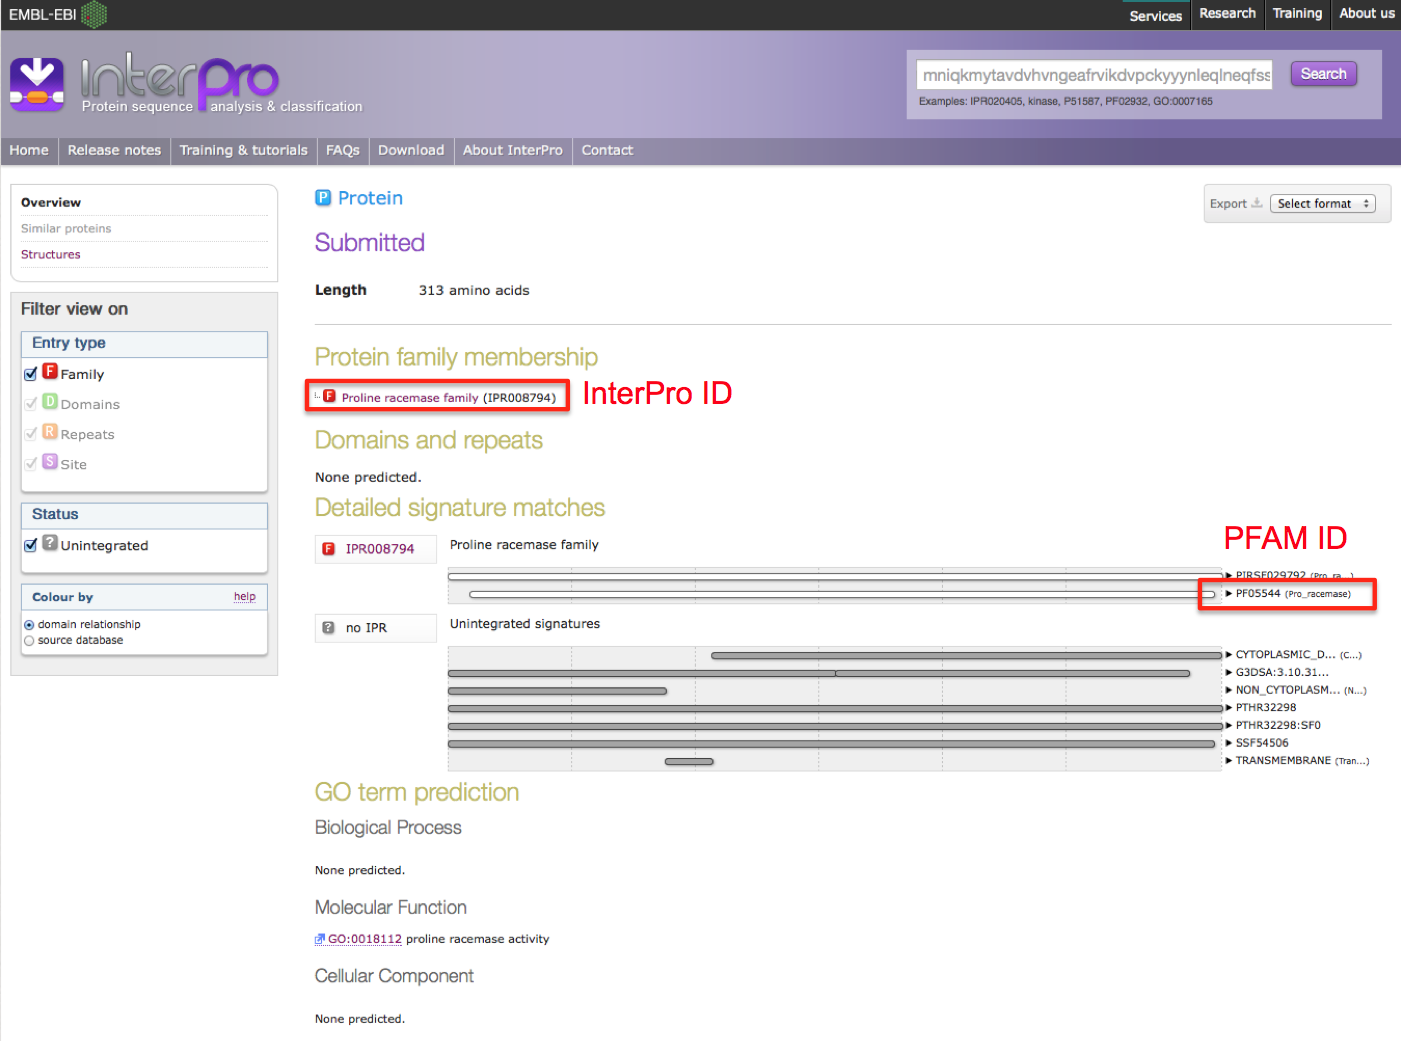 EMBL-EBI
Services
Research
Training
About us
InterPro
Protein sequence analysis & classification
mniqkmytavdvhvngeafrvikdvpckyyynleqlneqfss
Search
Examples: IPR020405, kinase, P51587, PF02932, GO:0007165
Home
Release notes
Training & tutorials
FAQs
Download
About InterPro
Contact
Overview
Similar proteins
Structures
Filter view on
Entry type
F Family
D Domains
R Repeats
S Site
Status
? Unintegrated
Colour by
help
domain relationship
source database
P Protein
Export
Select format
Submitted
Length 313 amino acids
Protein family membership
F Proline racemase family (IPR008794)
InterPro ID
Domains and repeats
None predicted.
Detailed signature matches
F IPR008794
Proline racemase family
PFAM ID
PIRSF029792 (Pro_ra...)
PF05544 (Pro_racemase)
? no IPR
Unintegrated signatures
CYTOPLASMIC_D... (C...)
G3DSA:3.10.31...
NON_CYTOPLASM... (N...)
PTHR32298
PTHR32298:SF0
SSF54506
TRANSMEMBRANE (Tran...)
GO term prediction
Biological Process
None predicted.
Molecular Function
GO:0018112 proline racemase activity
Cellular Component
None predicted.